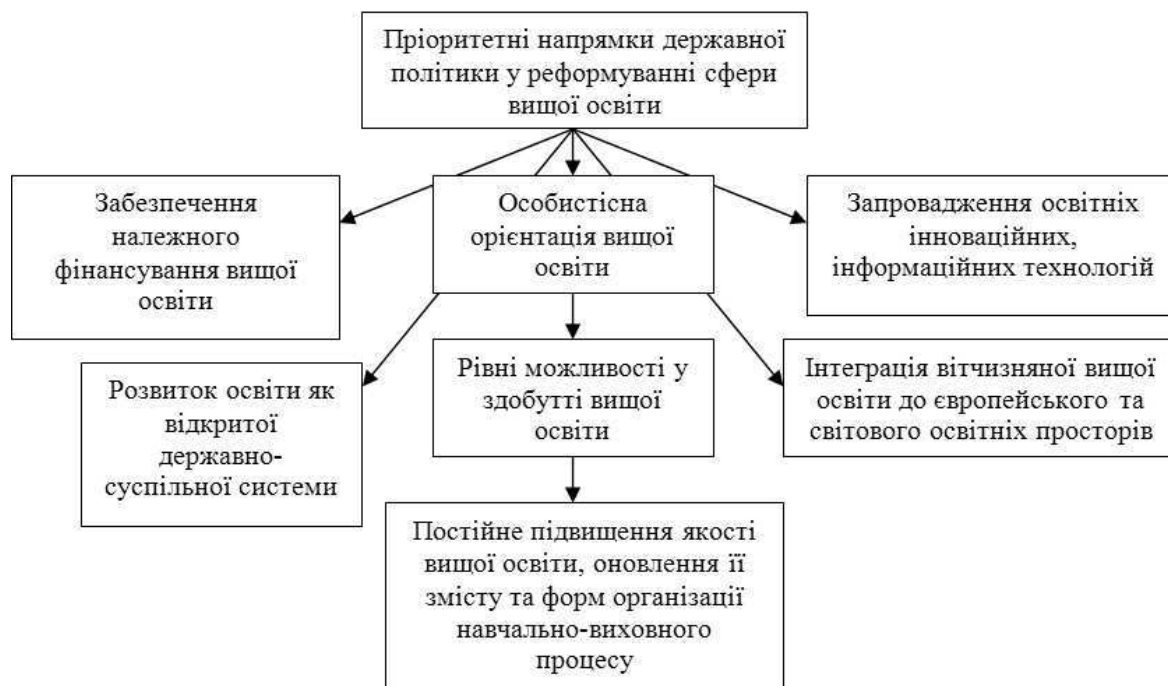 Пріоритетні напрямки державної
політики у реформуванні сфери
вищої освіти
Забезпечення
належного
фінансування вищої
освіти
Особистісна
орієнтація вищої
освіти
Запровадження освітніх
інноваційних,
інформаційних технологій
Розвиток освіти як
відкритої
державно-
суспільної системи
Рівні можливості у
здобутті вищої
освіти
Інтеграція вітчизняної вищої
освіти до європейського та
світового освітніх просторів
Постійне підвищення якості
вищої освіти, оновлення її
змісту та форм організації
навчально-виховного
процесу